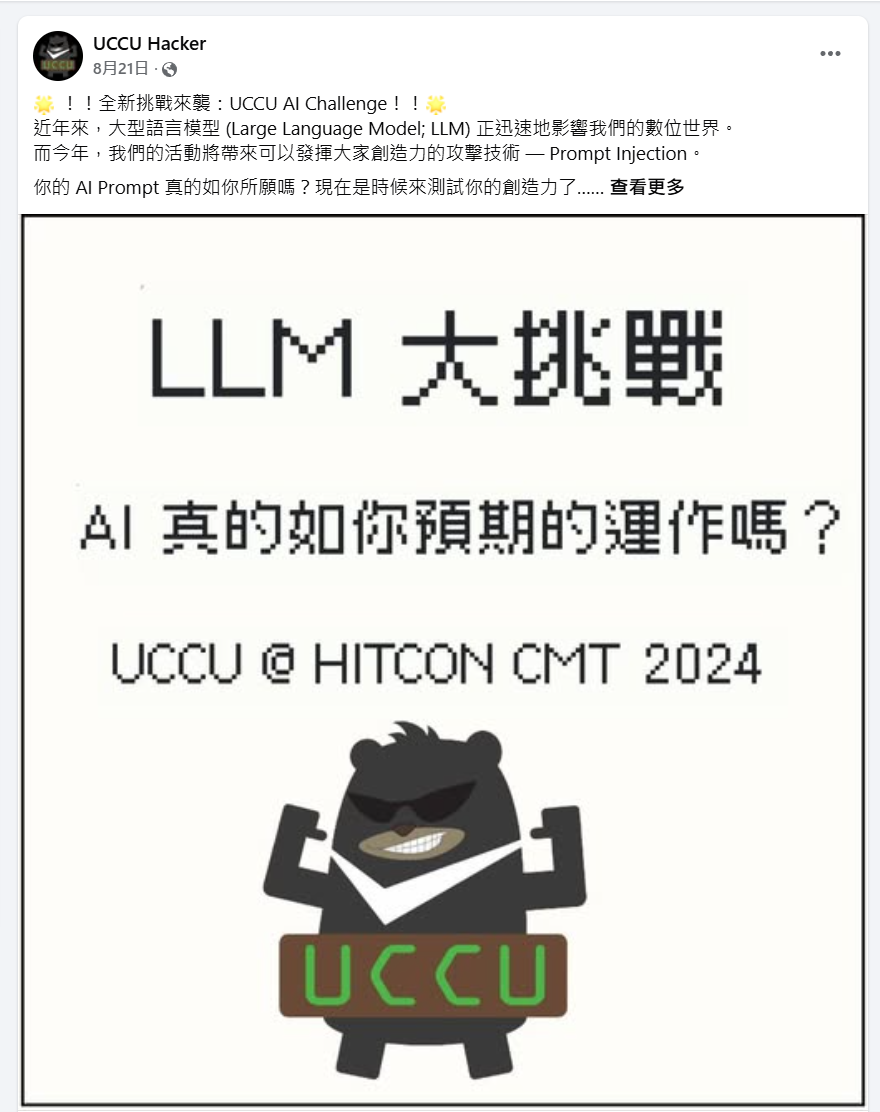 UCCU Hacker
8月21日 ·
🌟 ！！全新挑戰來襲：UCCU AI Challenge！！🌟
近年來，大型語言模型 (Large Language Model; LLM) 正迅速地影響我們的數位世界。
而今年，我們的活動將帶來可以發揮大家創造力的攻擊技術 — Prompt Injection。
你的 AI Prompt 真的如你所願嗎？現在是時候來測試你的創造力了...... 查看更多
LLM 大挑戰
AI 真的如你預期的運作嗎？
UCCU @ HITCON CMT 2024
UCCU